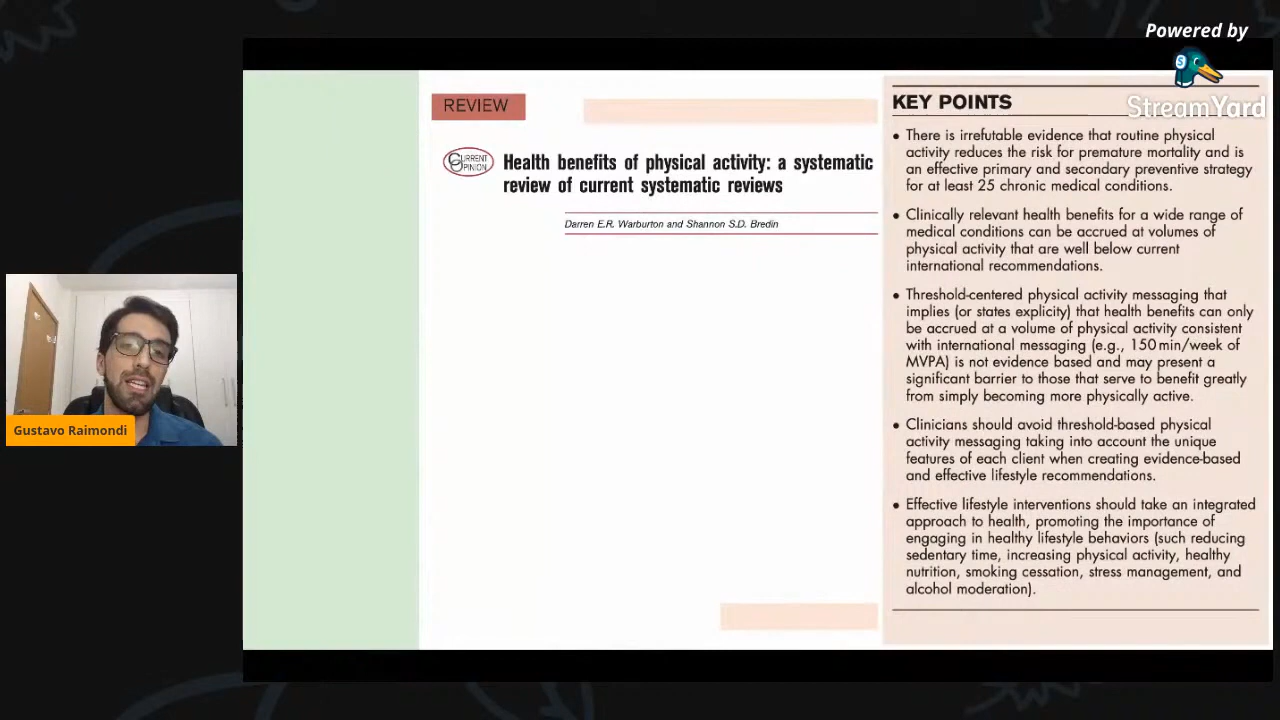 Powered by
StreamYard
REVIEW
CURRENT
OPINION
Health benefits of physical activity: a systematic
review of current systematic reviews
Darren E.R. Warburton and Shannon S.D. Bredin
KEY POINTS
• There is irrefutable evidence that routine physical
activity reduces the risk for premature mortality and is
an effective primary and secondary preventive strategy
for at least 25 chronic medical conditions.
• Clinically relevant health benefits for a wide range of
medical conditions can be accrued at volumes of
physical activity that are well below current
international recommendations.
• Threshold-centered physical activity messaging that
implies (or states explicity) that health benefits can only
be accrued at a volume of physical activity consistent
with international messaging (e.g., 150 min/week of
MVPA) is not evidence based and may present a
significant barrier to those that serve to benefit greatly
from simply becoming more physically active.
• Clinicians should avoid threshold-based physical
activity messaging taking into account the unique
features of each client when creating evidence-based
and effective lifestyle recommendations.
• Effective lifestyle interventions should take an integrated
approach to health, promoting the importance of
engaging in healthy lifestyle behaviors (such reducing
sedentary time, increasing physical activity, healthy
nutrition, smoking cessation, stress management, and
alcohol moderation).
Gustavo Raimondi